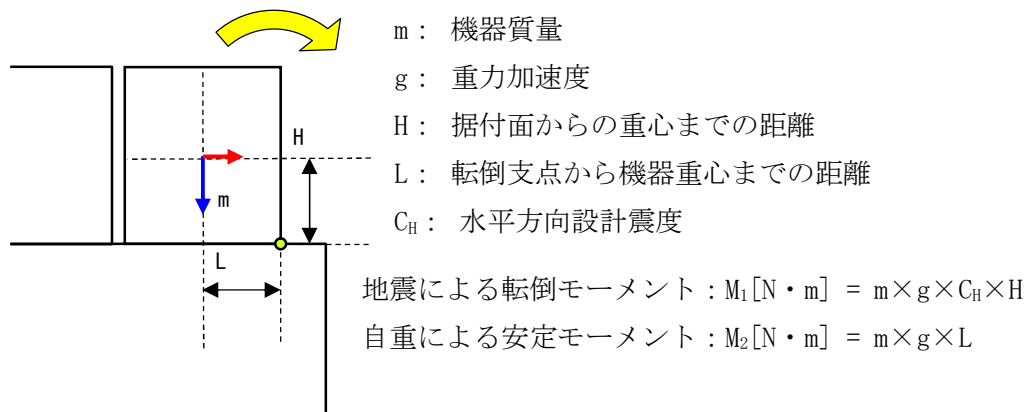 m： 機器質量
g： 重力加速度
H： 据付面からの重心までの距離
L： 転倒支点から機器重心までの距離
C_H： 水平方向設計震度
H
m
L
地震による転倒モーメント：M₁[N・m] = m×g×C_H×H
自重による安定モーメント：M₂[N・m] = m×g×L